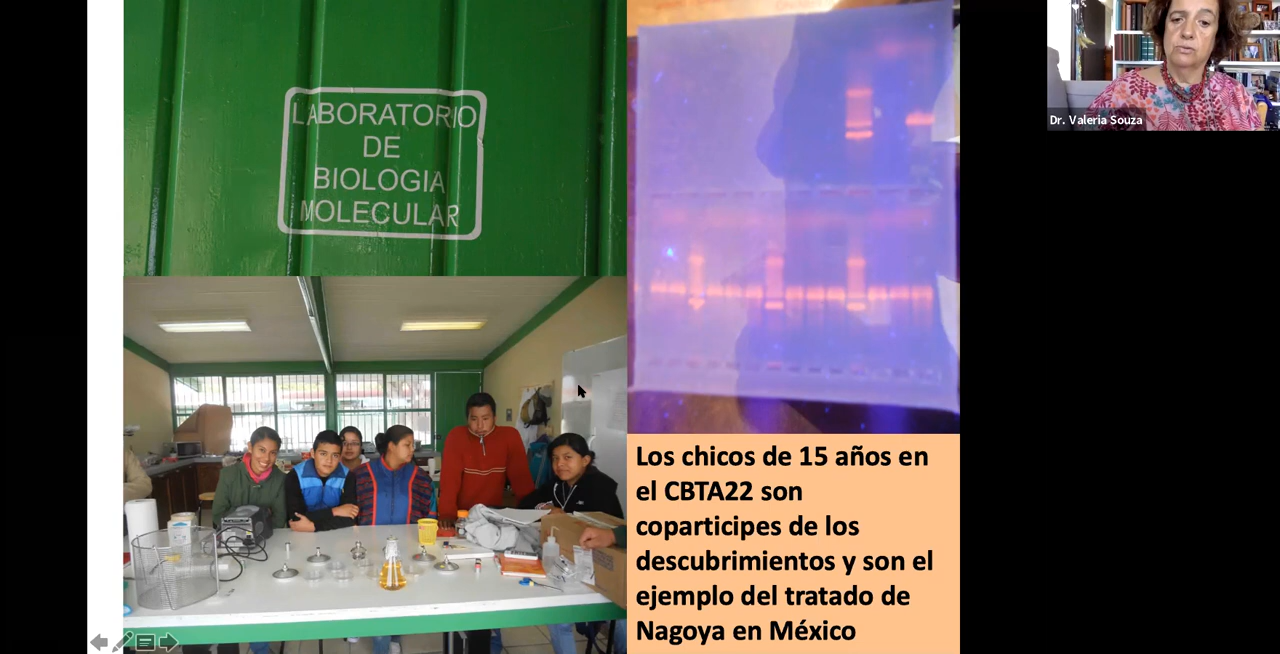 LABORATORIO
DE
BIOLOGIA
MOLECULAR
Dr. Valeria Souza
Los chicos de 15 años en
el CBTA22 son
coparticipes de los
descubrimientos y son el
ejemplo del tratado de
Nagoya en México